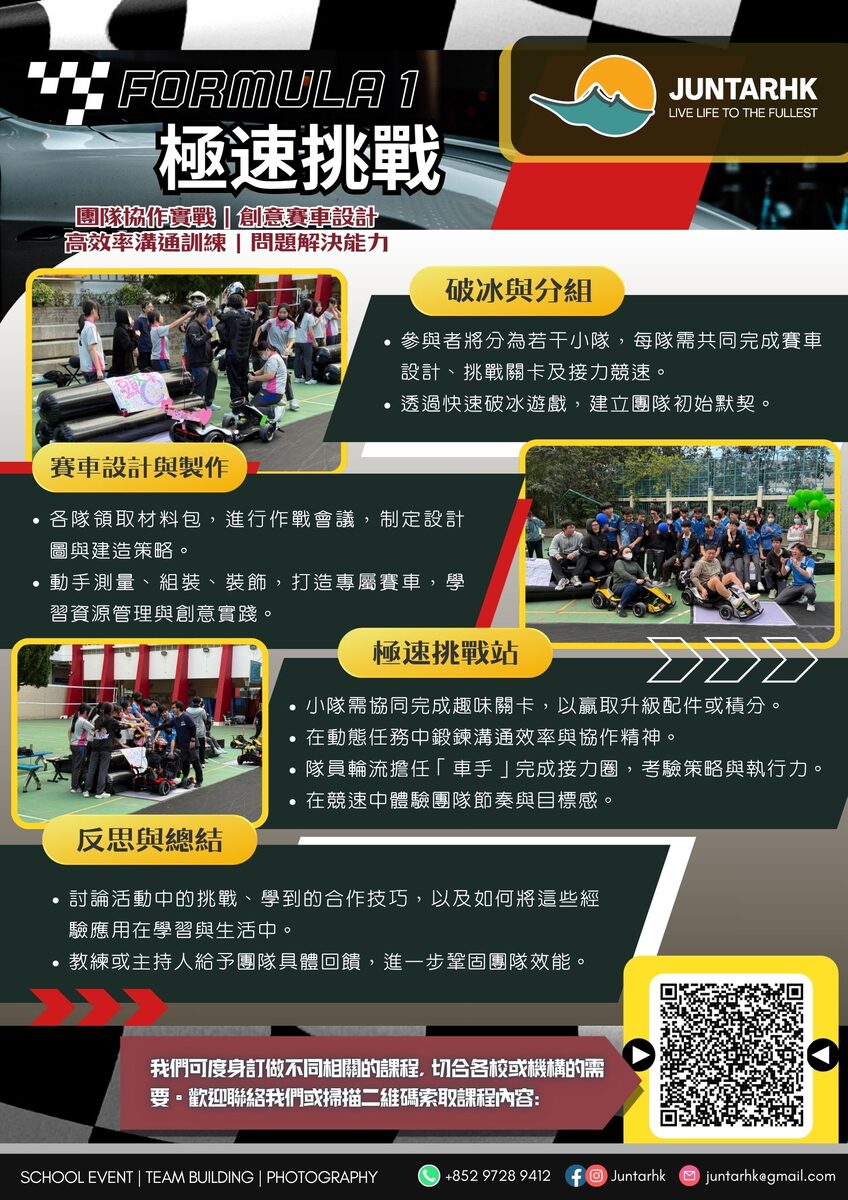 FORMULA 1
極速挑戰
JUNTARHK
LIVE LIFE TO THE FULLEST
團隊協作實戰 | 創意賽車設計
高效率溝通訓練 | 問題解決能力
破冰與分組
• 參與者將分為若干小隊，每隊需共同完成賽車
設計、挑戰關卡及接力競速。
• 透過快速破冰遊戲，建立團隊初始默契。
賽車設計與製作
• 各隊領取材料包，進行作戰會議，制定設計
圖與建造策略。
• 動手測量、組裝、裝飾，打造專屬賽車，學
習資源管理與創意實踐。
極速挑戰站
• 小隊需協同完成趣味關卡，以贏取升級配件或積分。
• 在動態任務中鍛鍊溝通效率與協作精神。
• 隊員輪流擔任「車手」完成接力圈，考驗策略與執行力。
• 在競速中體驗團隊節奏與目標感。
反思與總結
• 討論活動中的挑戰、學到的合作技巧，以及如何將這些經
驗應用在學習與生活中。
• 教練或主持人給予團隊具體回饋，進一步鞏固團隊效能。
我們可度身訂做不同相關的課程，切合各校或機構的需
要。歡迎聯絡我們或掃描二維碼索取課程內容:
SCHOOL EVENT | TEAM BUILDING | PHOTOGRAPHY
+852 9728 9412
Juntarhk
juntarhk@gmail.com